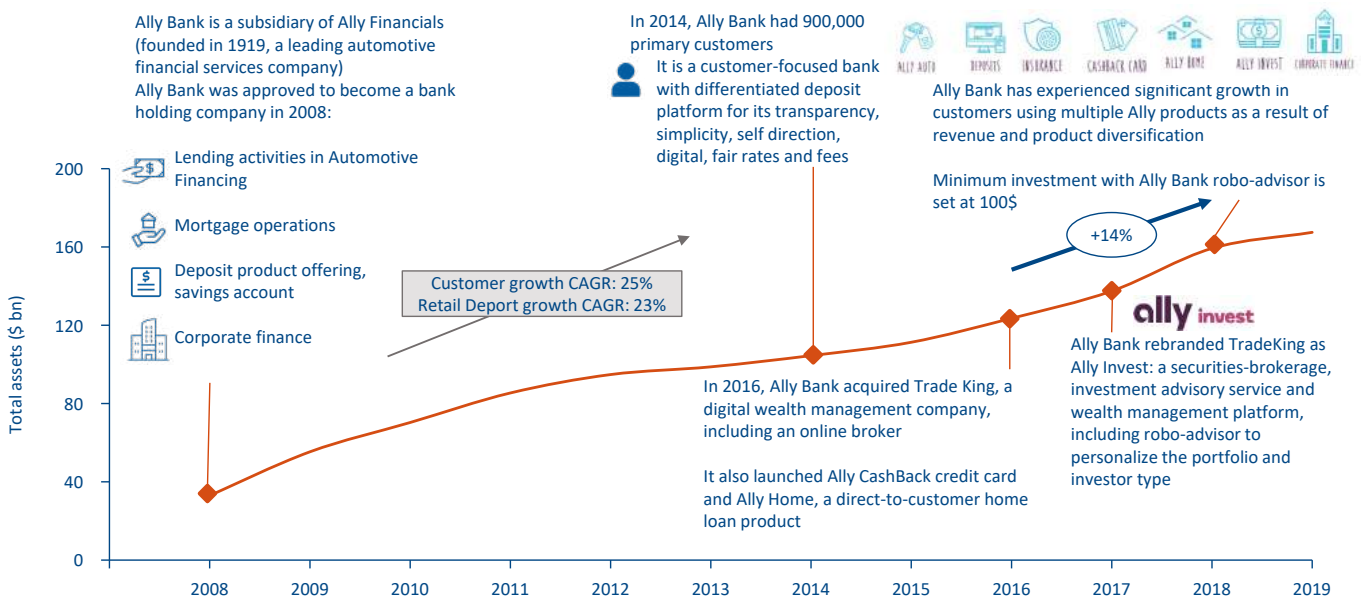 Ally Bank is a subsidiary of Ally Financials
(founded in 1919, a leading automotive
financial services company)
Ally Bank was approved to become a bank
holding company in 2008:
Lending activities in Automotive
Financing
Mortgage operations
Deposit product offering,
savings account
Corporate finance
In 2014, Ally Bank had 900,000
primary customers
It is a customer-focused bank
with differentiated deposit
platform for its transparency,
simplicity, self direction,
digital, fair rates and fees
ALLY AUTO
DEPOSITS
INSURANCE
CASHBACK CARD
ALLY HOME
ALLY INVEST
CORPORATE FINANCE
Ally Bank has experienced significant growth in
customers using multiple Ally products as a result of
revenue and product diversification
Minimum investment with Ally Bank robo-advisor is
set at 100$
+14%
Customer growth CAGR: 25%
Retail Deport growth CAGR: 23%
In 2016, Ally Bank acquired Trade King, a
digital wealth management company,
including an online broker
It also launched Ally CashBack credit card
and Ally Home, a direct-to-customer home
loan product
ally invest
Ally Bank rebranded TradeKing as
Ally Invest: a securities-brokerage,
investment advisory service and
wealth management platform,
including robo-advisor to
personalize the portfolio and
investor type
Total assets ($ bn)
200
160
120
80
40
0
2008
2009
2010
2011
2012
2013
2014
2015
2016
2017
2018
2019